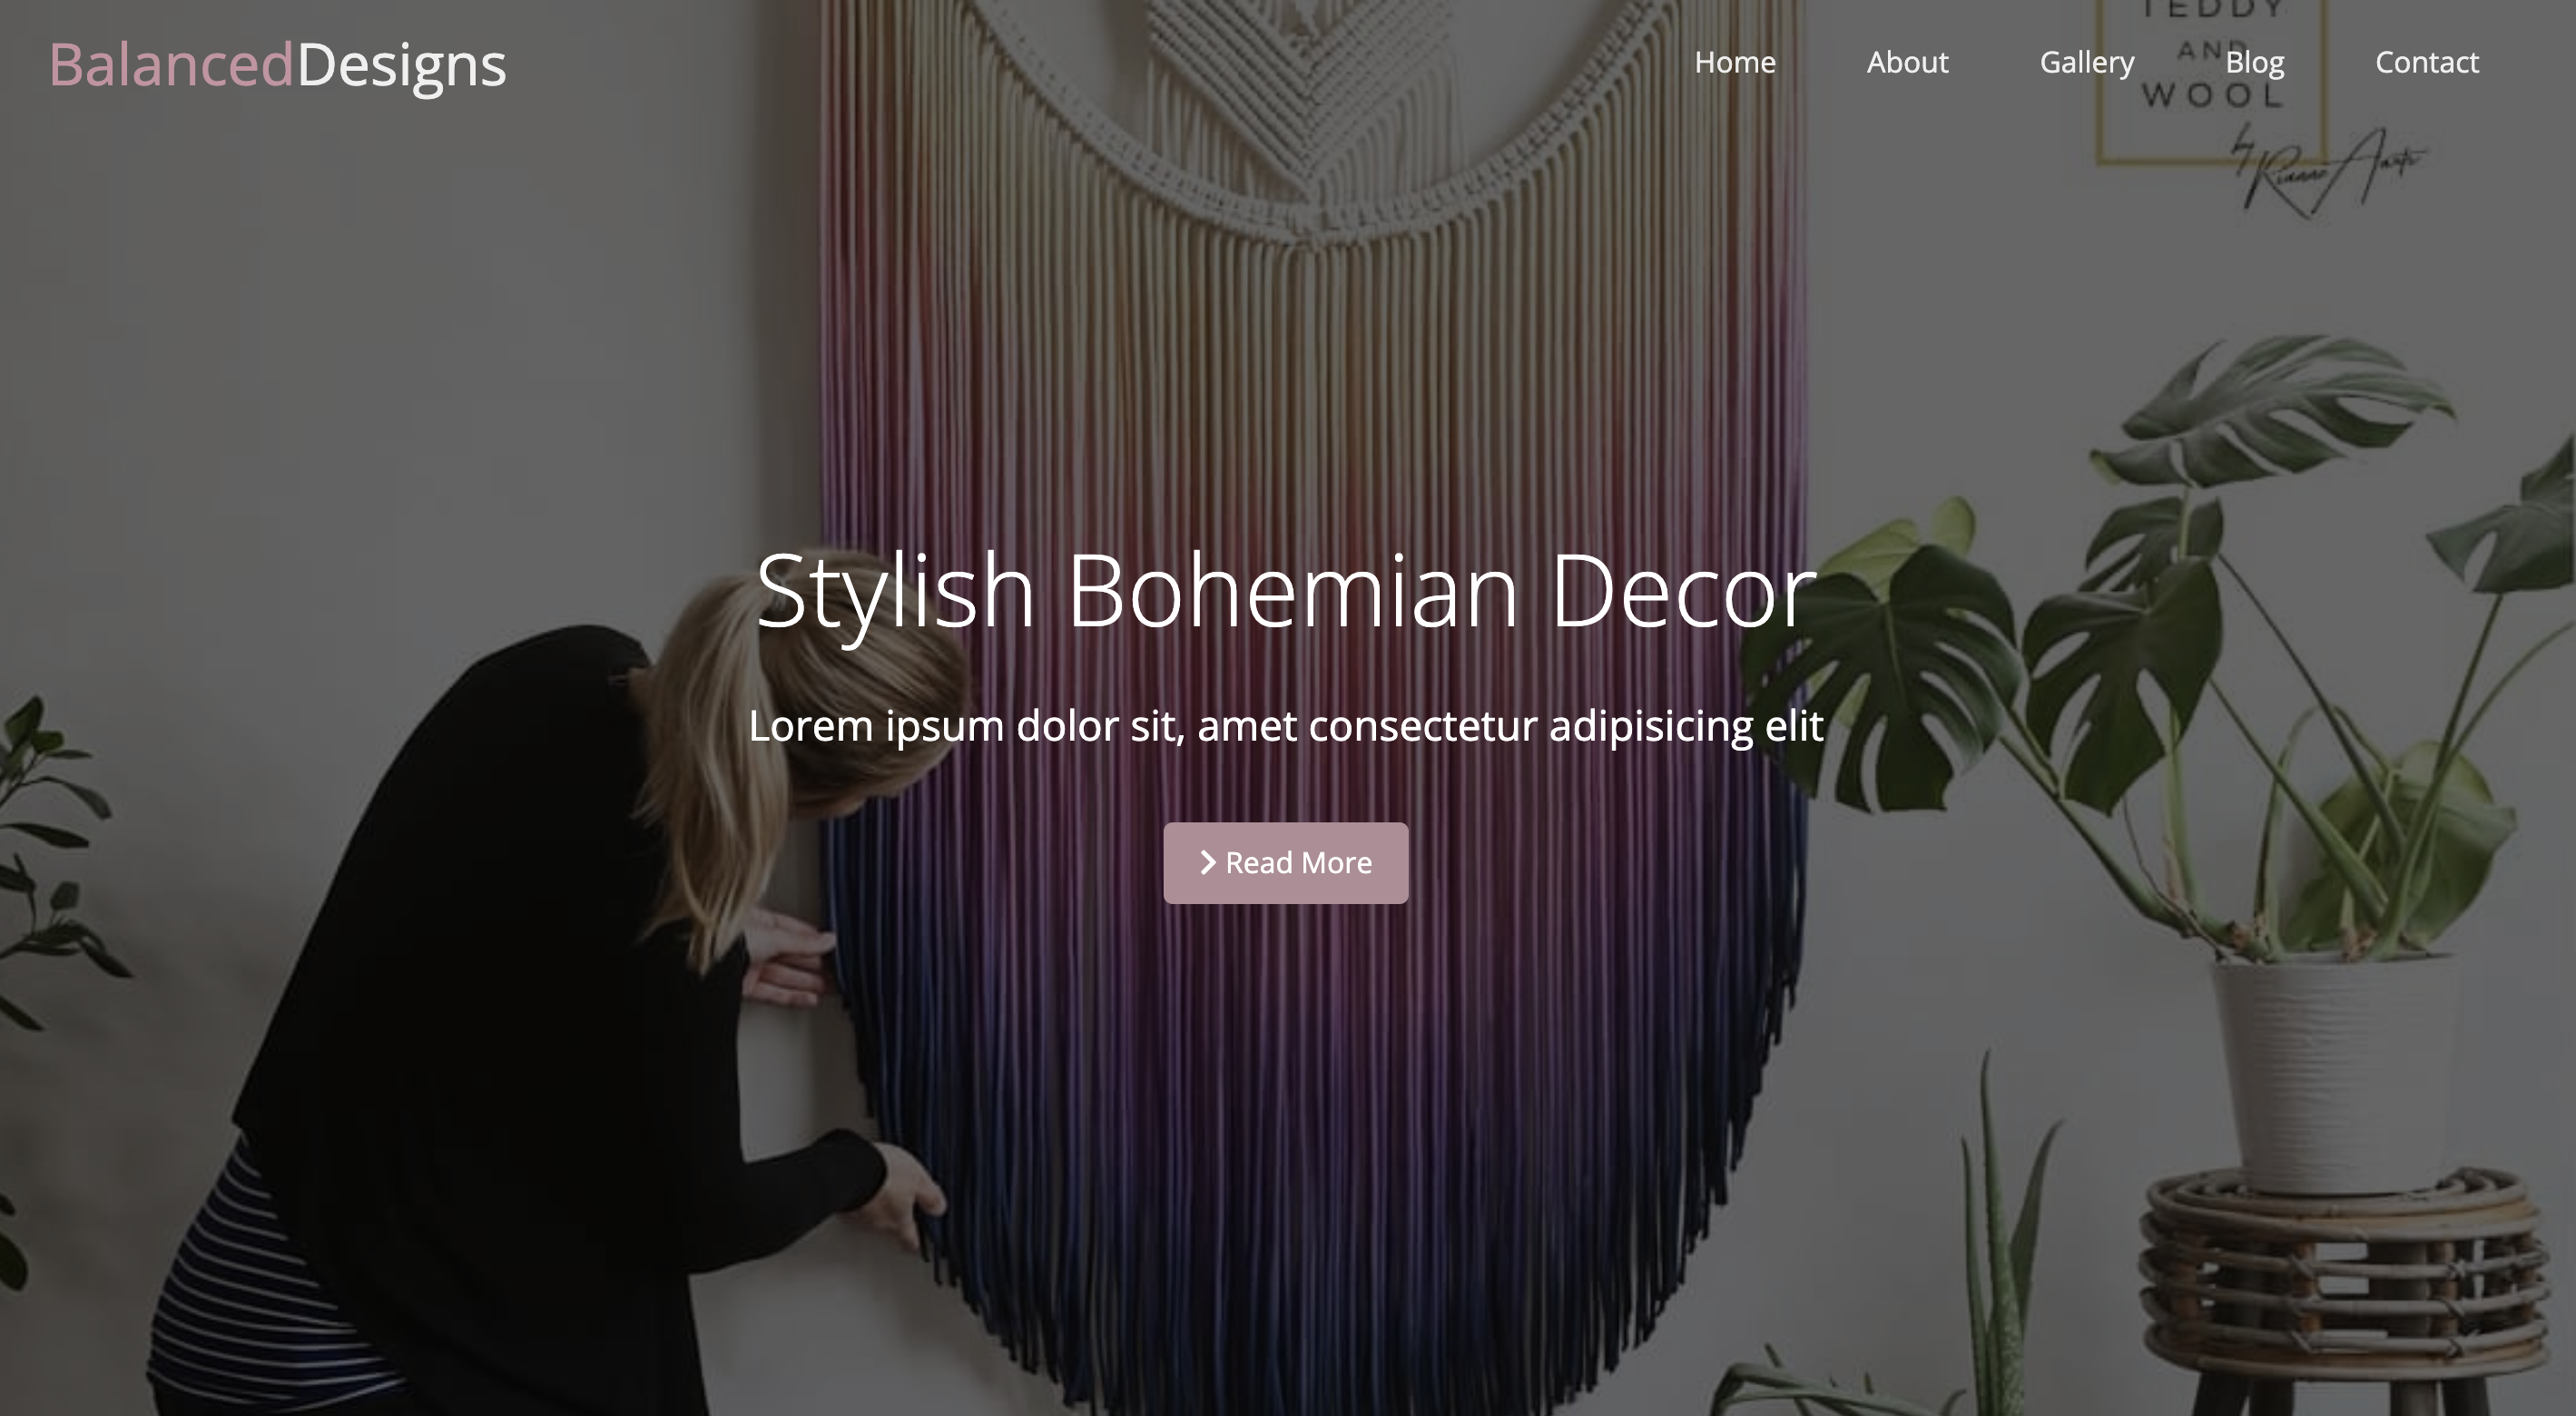 BalancedDesigns
Home About Gallery Blog Contact
TEDDY
AND
WOOL
by
Stylish Bohemian Decor
Lorem ipsum dolor sit, amet consectetur adipisicing elit
Read More